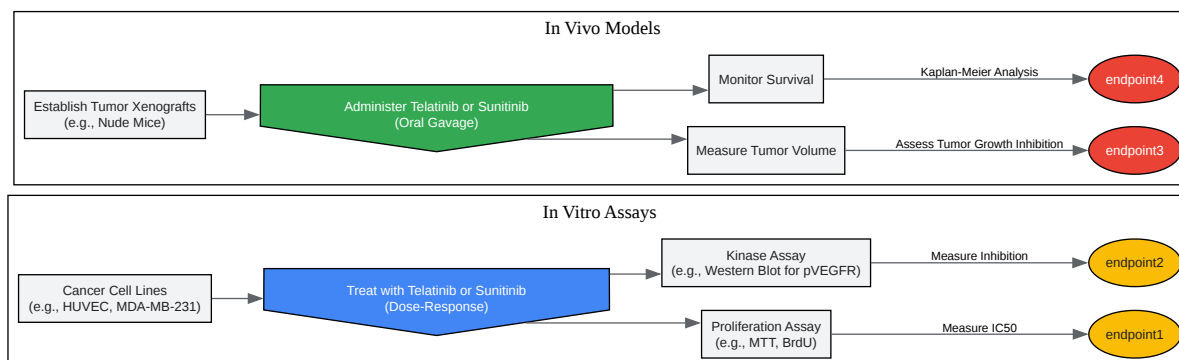 In Vivo Models
Establish Tumor Xenografts
(e.g., Nude Mice)
Administer Telatinib or Sunitinib
(Oral Gavage)
Monitor Survival
Kaplan-Meier Analysis
endpoint4
Measure Tumor Volume
Assess Tumor Growth Inhibition
endpoint3
In Vitro Assays
Cancer Cell Lines
(e.g., HUVEC, MDA-MB-231)
Treat with Telatinib or Sunitinib
(Dose-Response)
Kinase Assay
(e.g., Western Blot for pVEGFR)
Measure Inhibition
endpoint2
Proliferation Assay
(e.g., MTT, BrdU)
Measure IC50
endpoint1